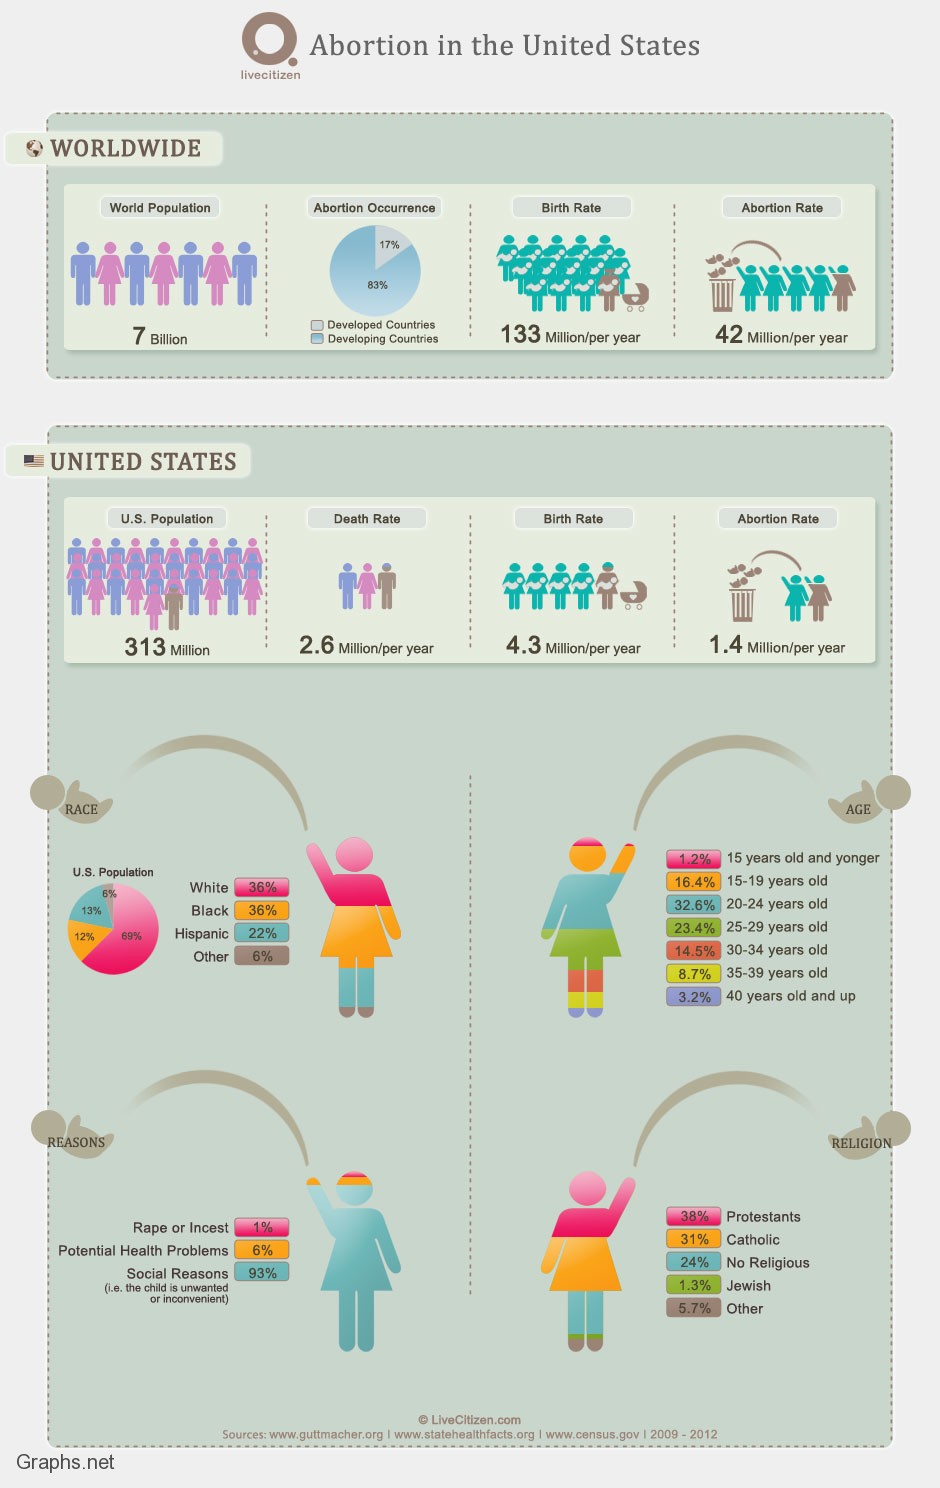 livecitizen
Abortion in the United States
WORLDWIDE
World Population
7 Billion
Abortion Occurrence
17%
83%
Developed Countries
Developing Countries
Birth Rate
133 Million/per year
Abortion Rate
42 Million/per year
UNITED STATES
U.S. Population
313 Million
Death Rate
2.6 Million/per year
Birth Rate
4.3 Million/per year
Abortion Rate
1.4 Million/per year
RACE
U.S. Population
6%
13%
12%
69%
White 36%
Black 36%
Hispanic 22%
Other 6%
AGE
1.2% 15 years old and yonger
16.4% 15-19 years old
32.6% 20-24 years old
23.4% 25-29 years old
14.5% 30-34 years old
8.7% 35-39 years old
3.2% 40 years old and up
REASONS
Rape or Incest 1%
Potential Health Problems 6%
Social Reasons 93%
(i.e. the child is unwanted
or inconvenient)
RELIGION
38% Protestants
31% Catholic
24% No Religious
1.3% Jewish
5.7% Other
© LiveCitizen.com
Sources: www.guttmacher.org | www.statehealthfacts.org | www.census.gov | 2009 - 2012
Graphs.net